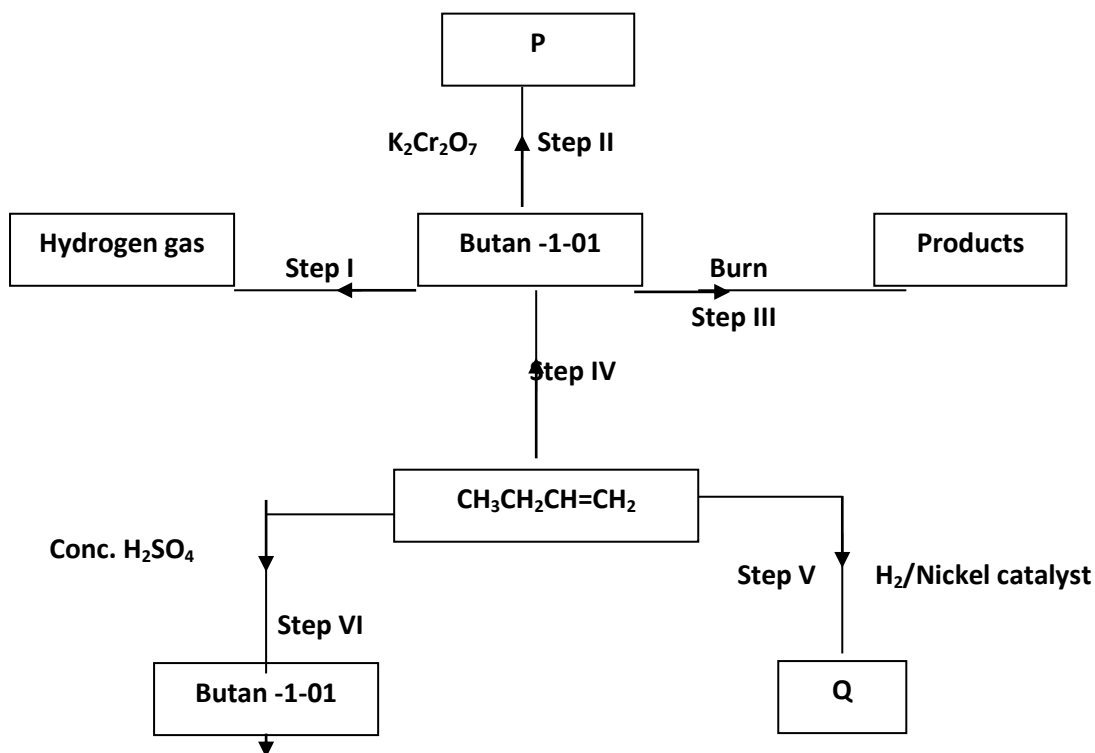 P
K₂Cr₂O₇ Step II
Hydrogen gas Butan -1-01 Products
Step I Burn
Step III
Step IV
CH₃CH₂CH=CH₂
Conc. H₂SO₄
Step V H₂/Nickel catalyst
Step VI
Butan -1-01 Q